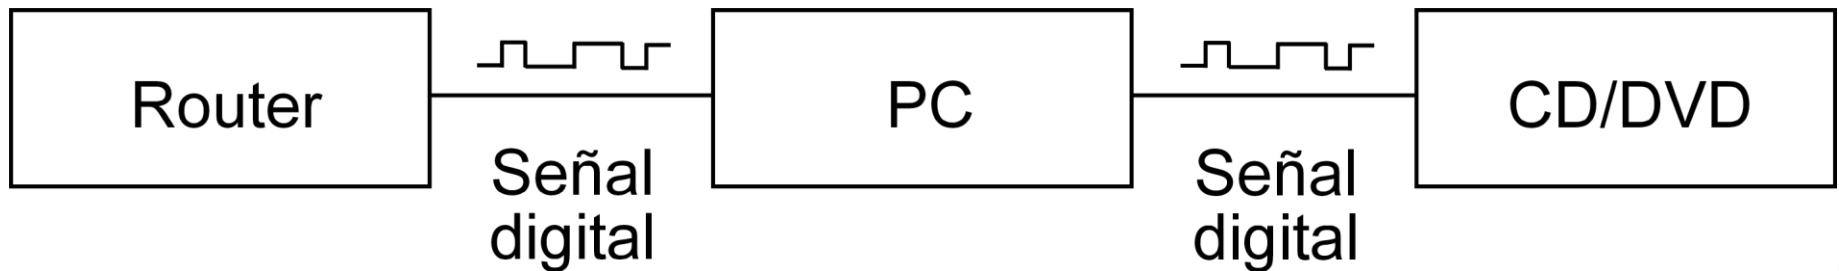 Router
PC
CD/DVD
Señal
digital
Señal
digital